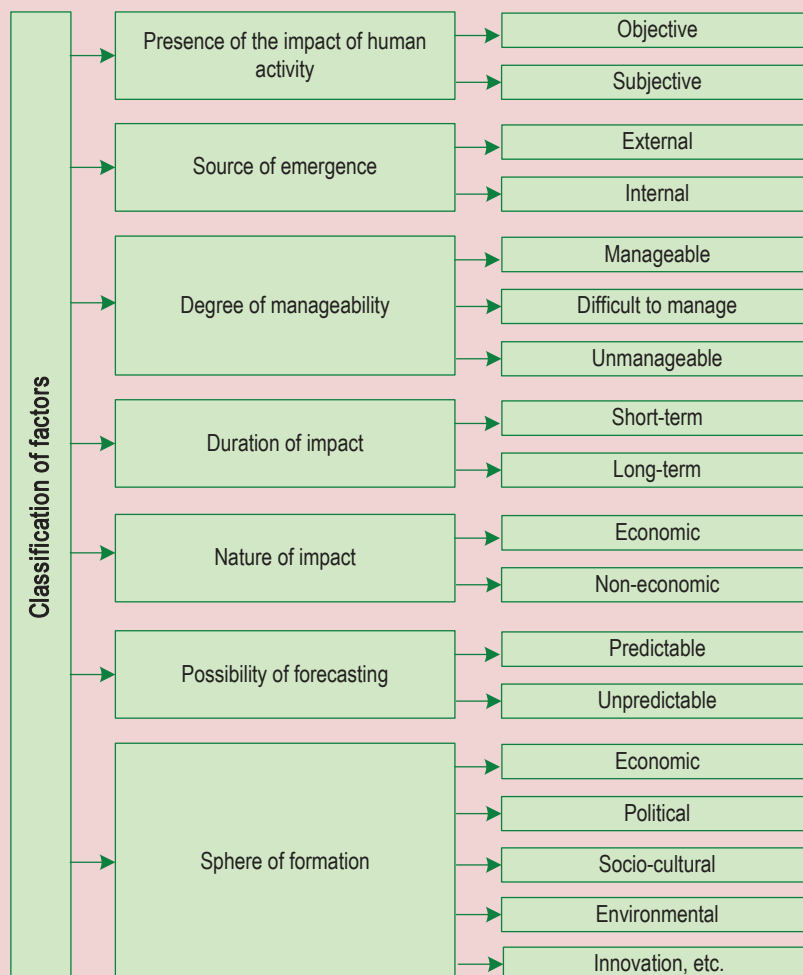 Classification of factors
Presence of the impact of human
activity
Objective
Subjective
Source of emergence
External
Internal
Degree of manageability
Manageable
Difficult to manage
Unmanageable
Duration of impact
Short-term
Long-term
Nature of impact
Economic
Non-economic
Possibility of forecasting
Predictable
Unpredictable
Sphere of formation
Economic
Political
Socio-cultural
Environmental
Innovation, etc.